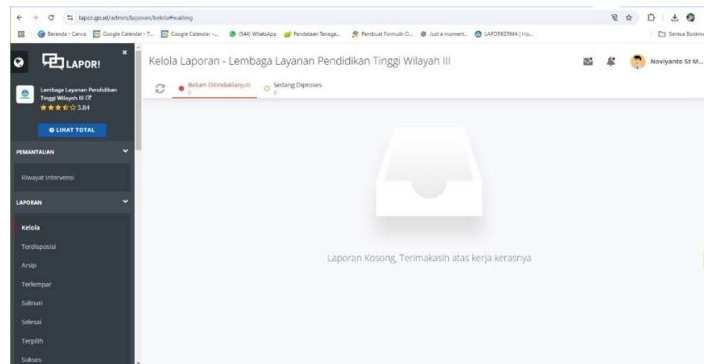 lapor.go.id/admin/laporan/kelola#waiting
Beranda - Canva
Google Calendar - T...
Google Calendar -...
(544) WhatsApp
Pendataan Tenaga...
Pembuat Formulir O...
Just a moment...
LAPORKERMA | Ho...
Semua Bookma
LAPOR!
Lembaga Layanan Pendidikan
Tinggi Wilayah III
3.84
LIHAT TOTAL
PEMANTAUAN
Riwayat Intervensi
LAPORAN
Kelola
Terdisposisi
Arsip
Terlempar
Salinan
Selesai
Terpilih
Sukses
Kelola Laporan - Lembaga Layanan Pendidikan Tinggi Wilayah III
Noviyanto St M...
Belum Ditindaklanjuti
0
Sedang Diproses
0
Laporan Kosong, Terimakasih atas kerja kerasnya